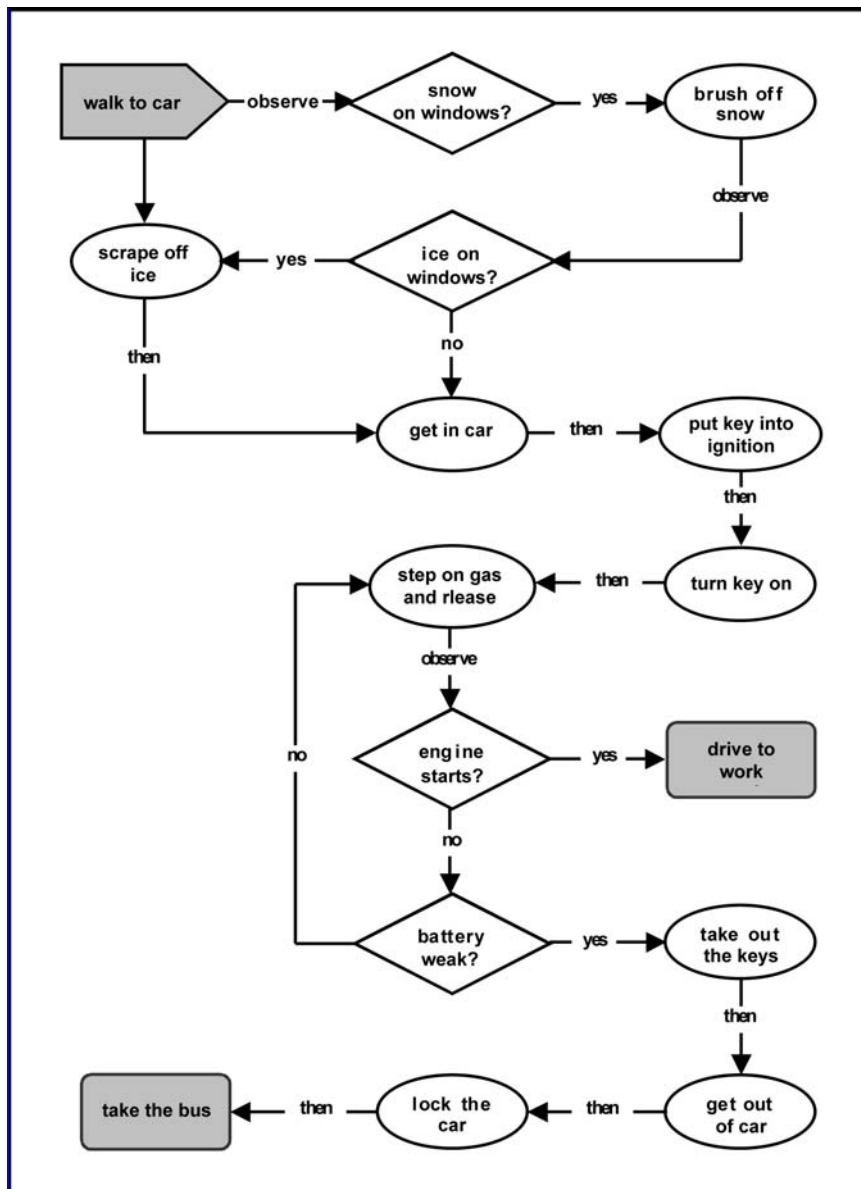 walk to car
observe
snow
on windows?
yes
brush off
snow
observe
scrape off
ice
yes
ice on
windows?
then
no
get in car
then
put key into
ignition
then
step on gas
and rlease
then
turn key on
observe
no
engine
starts?
yes
drive to
work
no
battery
weak?
yes
take out
the keys
then
take the bus
then
lock the
car
then
get out
of car